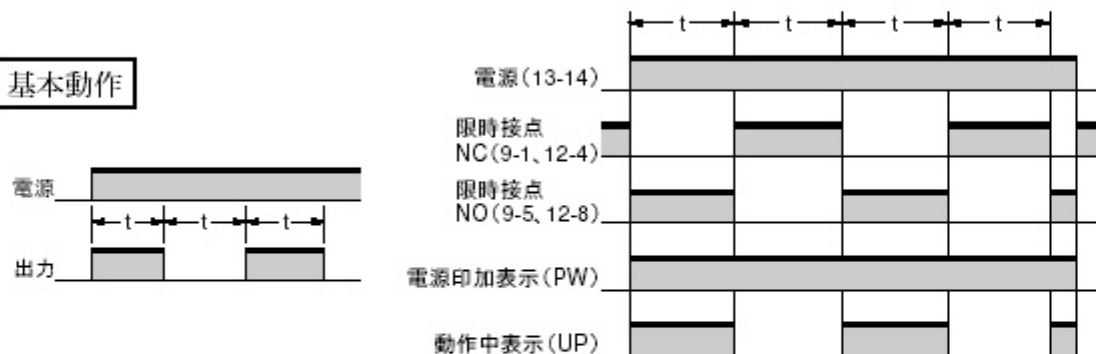 基本動作
電源
t t t
出力
t t t t
電源(13-14)
限時接点
NC(9-1、12-4)
限時接点
NO(9-5、12-8)
電源印加表示(PW)
動作中表示(UP)